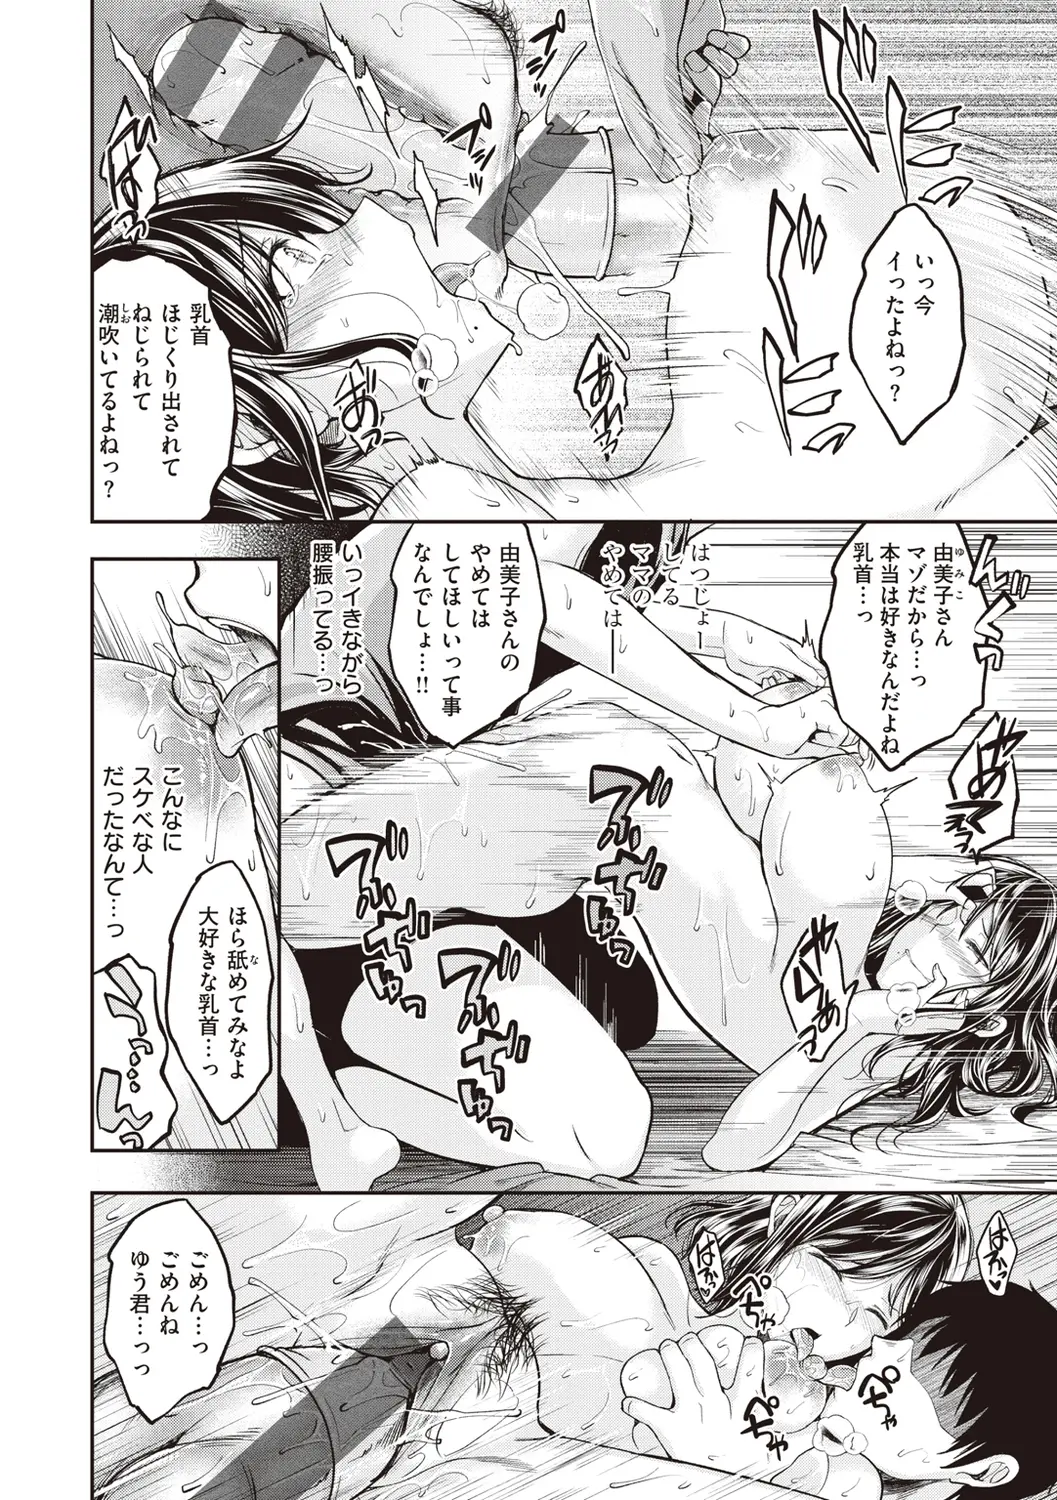 いっ今
イったよねっ？
乳首
ほじくり出されて
ねじられて
潮吹いてるよねっ？
由美子さん
マゾだから…っ
本当は好きなんだよね
乳首…っ
はつじょー
してる
ママの
やめては
由美子さんの
やめては
してほしいって事
なんでしょ…!!
いっイきながら
腰振ってる…っ
こんなに
スケベな人
だったなんて…っ
ほら舐めてみなよ
大好きな乳首…っ
ごめん…っ
ごめんね
ゆう君…っっ